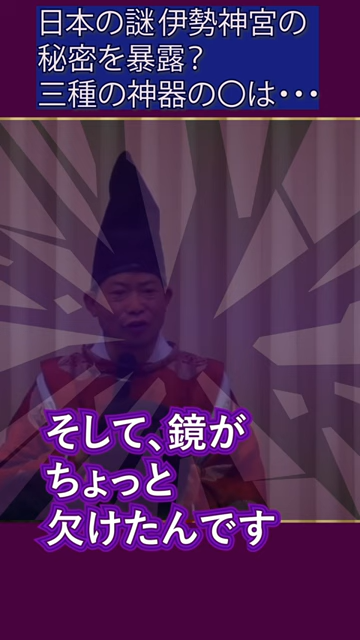 日本の謎伊勢神宮の
秘密を暴露？
三種の神器の〇は・・・
そして、鏡が
ちょっと
欠けたんです